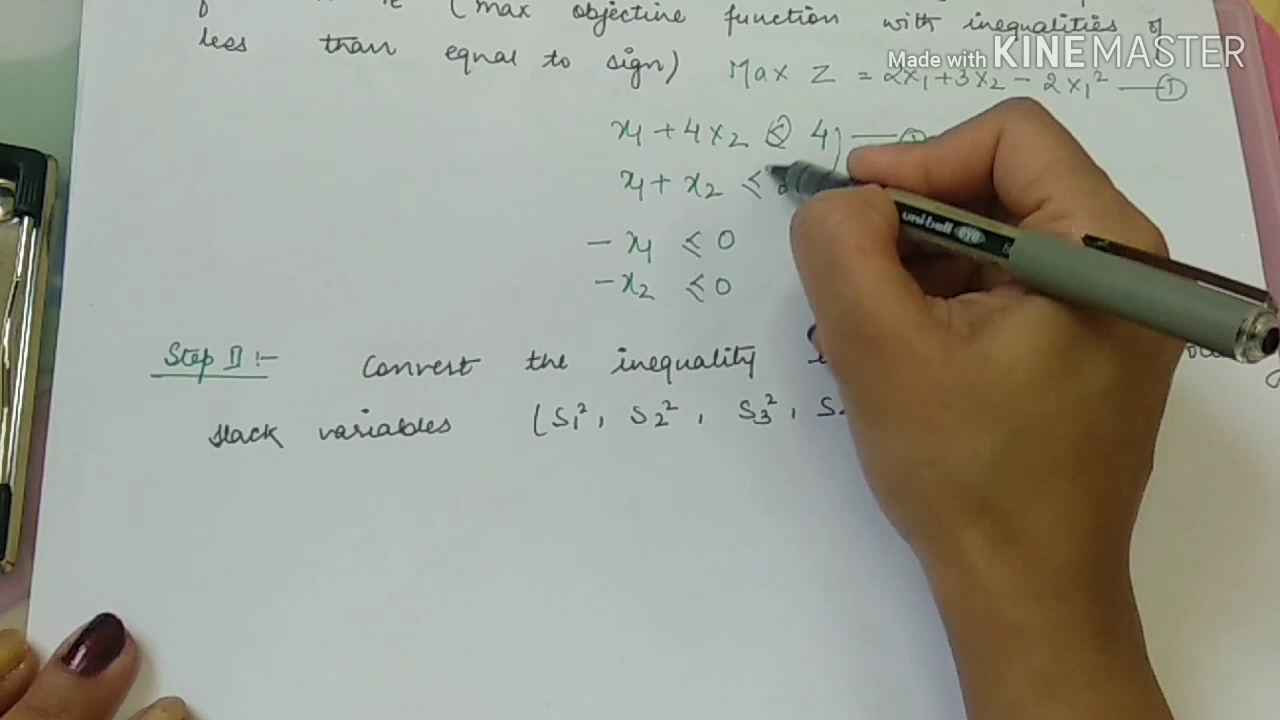 (max objective function with inequalities of
less than equal to sign) Max Z = 2x₁+3x₂ - 2x₁² —①
Made with KINEMASTER
x₁ + 4x₂ ≤ 4
x₁ + x₂ ≤
- x₁ ≤ 0
- x₂ ≤ 0
uni-ball eye
Step II :- Convert the inequality
slack variables (S₁², S₂², S₃²,